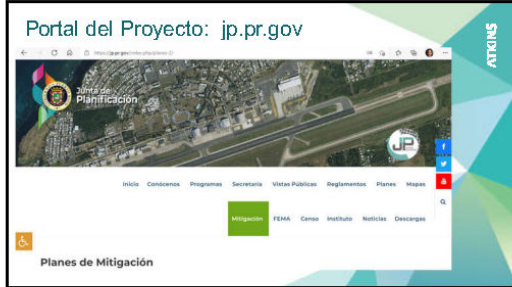 Portal del Proyecto: jp.pr.gov
ATKINS
Junta de
Planificación
JP
Inicio Conócenos Programas Secretaría Vistas Públicas Reglamentos Planes Mapas
Mitigación FEMA Censo Instituto Noticias Descargas
Planes de Mitigación